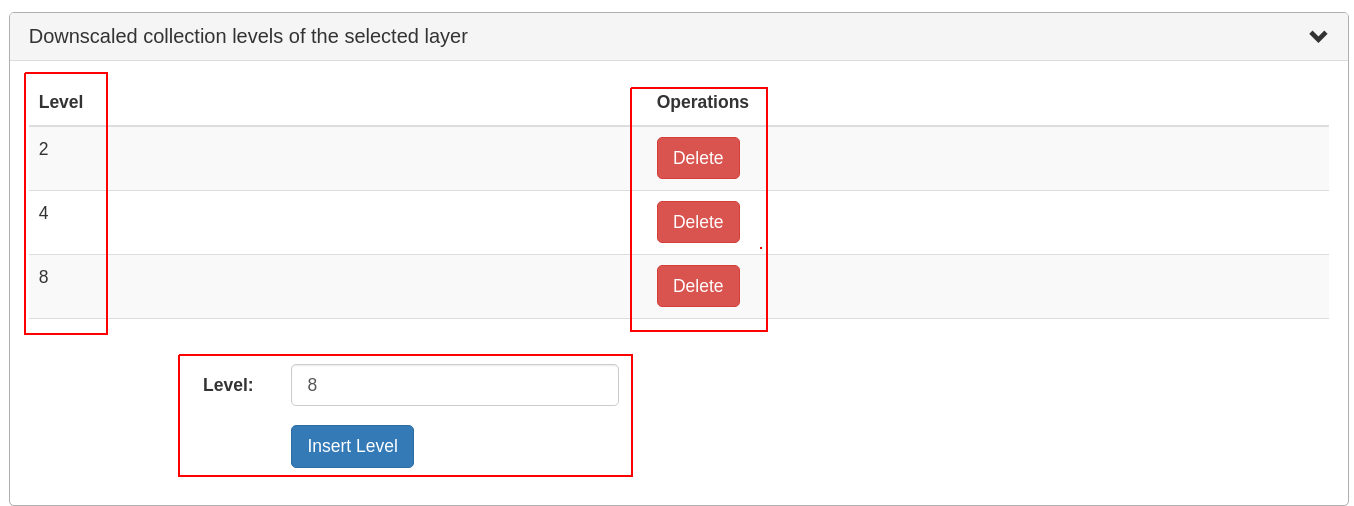 Downscaled collection levels of the selected layer
Level Operations
2 Delete
4 Delete
8 Delete
Level: 8
Insert Level